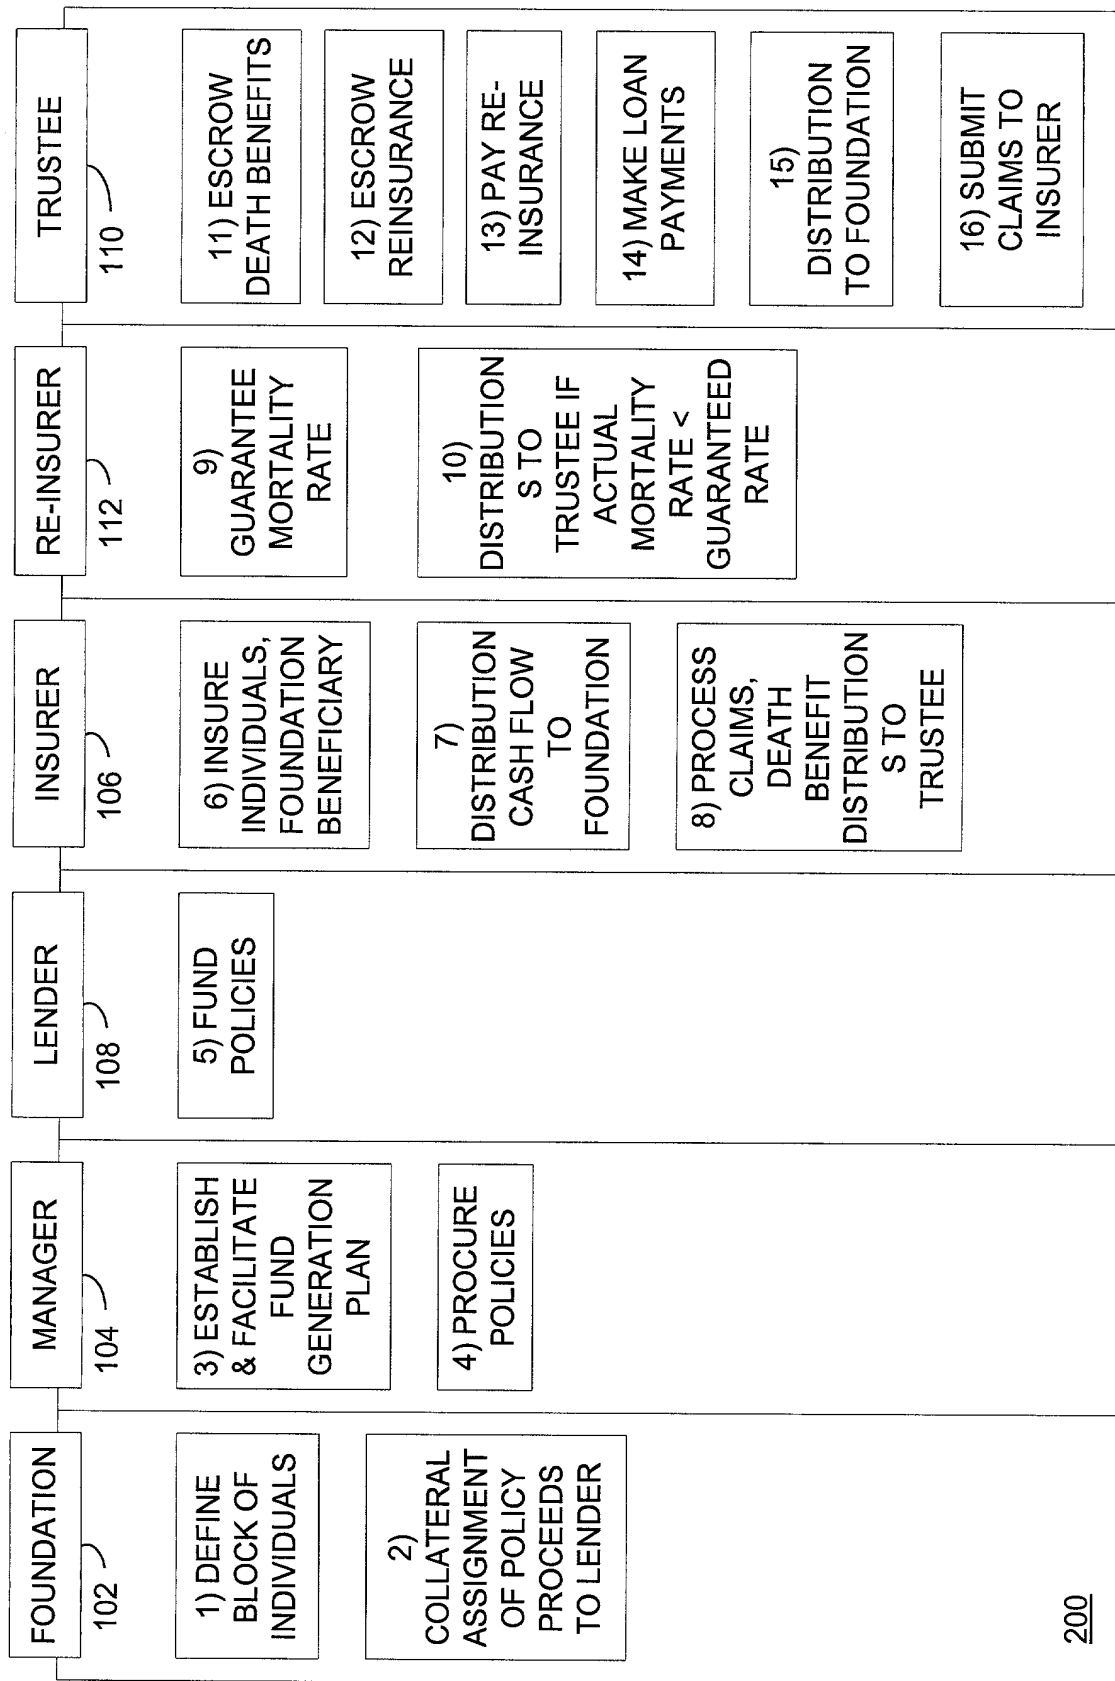 FOUNDATION
102
1) DEFINE
BLOCK OF
INDIVIDUALS
2)
COLLATERAL
ASSIGNMENT
OF POLICY
PROCEEDS
TO LENDER
MANAGER
104
3) ESTABLISH
& FACILITATE
FUND
GENERATION
PLAN
4) PROCURE
POLICIES
LENDER
108
5) FUND
POLICIES
INSURER
106
6) INSURE
INDIVIDUALS,
FOUNDATION
BENEFICIARY
7)
DISTRIBUTION
CASH FLOW
TO
FOUNDATION
8) PROCESS
CLAIMS,
DEATH
BENEFIT
DISTRIBUTION
S TO
TRUSTEE
RE-INSURER
112
9)
GUARANTEE
MORTALITY
RATE
10)
DISTRIBUTION
S TO
TRUSTEE IF
ACTUAL
MORTALITY
RATE <
GUARANTEED
RATE
TRUSTEE
110
11) ESCROW
DEATH BENEFITS
12) ESCROW
REINSURANCE
13) PAY RE-
INSURANCE
14) MAKE LOAN
PAYMENTS
15)
DISTRIBUTION
TO FOUNDATION
16) SUBMIT
CLAIMS TO
INSURER
200